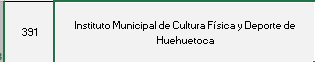 391
Instituto Municipal de Cultura Física y Deporte de
Huehuetoca